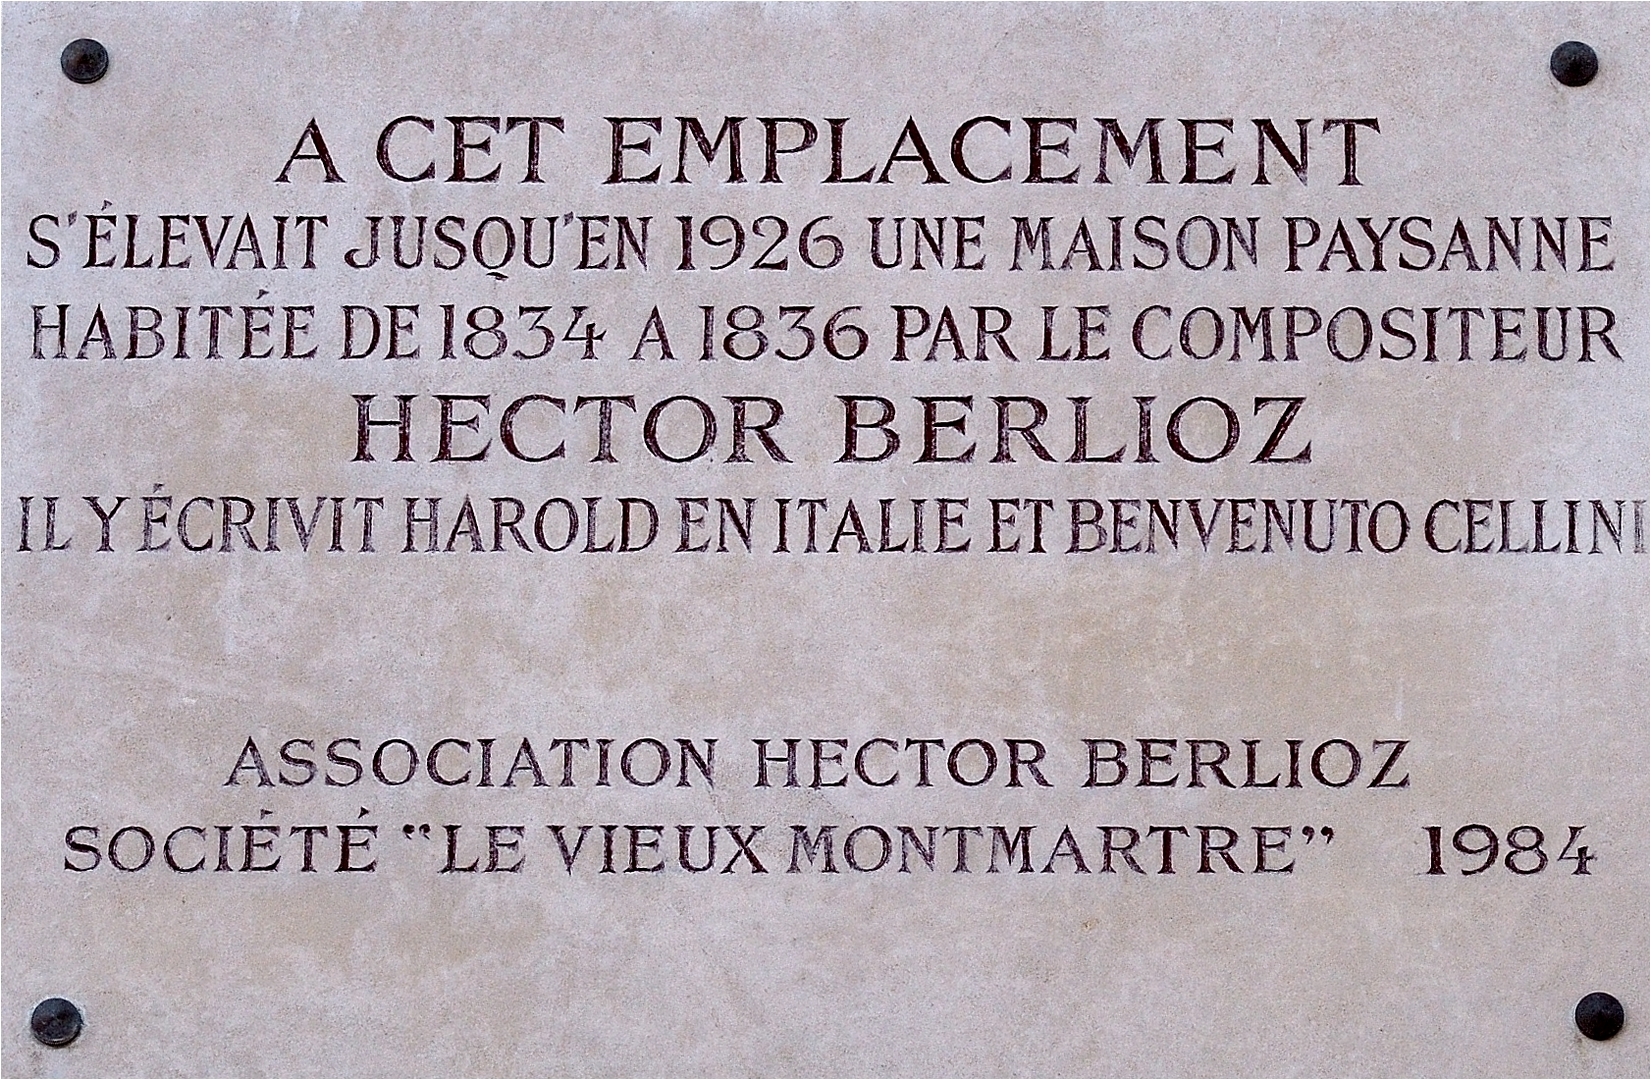 A CET EMPLACEMENT
S'ÉLEVAIT JUSQU'EN 1926 UNE MAISON PAYSANNE
HABITÉE DE 1834 A 1836 PAR LE COMPOSITEUR
HECTOR BERLIOZ
IL Y ÉCRIVIT HAROLD EN ITALIE ET BENVENUTO CELLINI
ASSOCIATION HECTOR BERLIOZ
SOCIÉTÉ “LE VIEUX MONTMARTRE” 1984